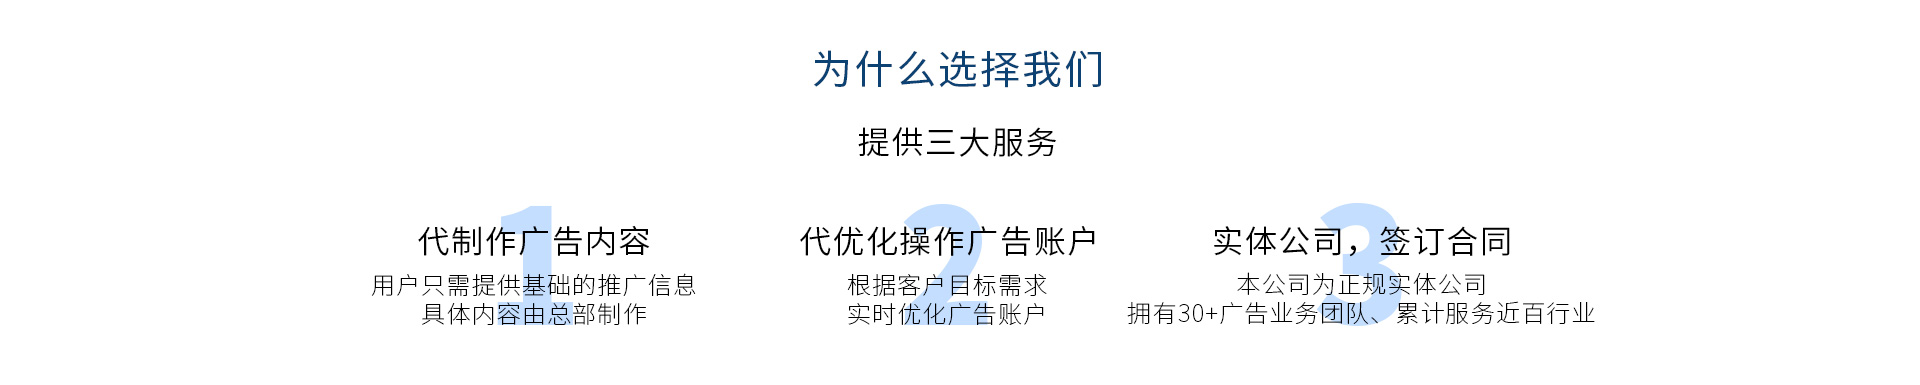 为什么选择我们
提供三大服务
1
代制作广告内容
用户只需提供基础的推广信息
具体内容由总部制作
2
代优化操作广告账户
根据客户目标需求
实时优化广告账户
3
实体公司，签订合同
本公司为正规实体公司
拥有30+广告业务团队、累计服务近百行业